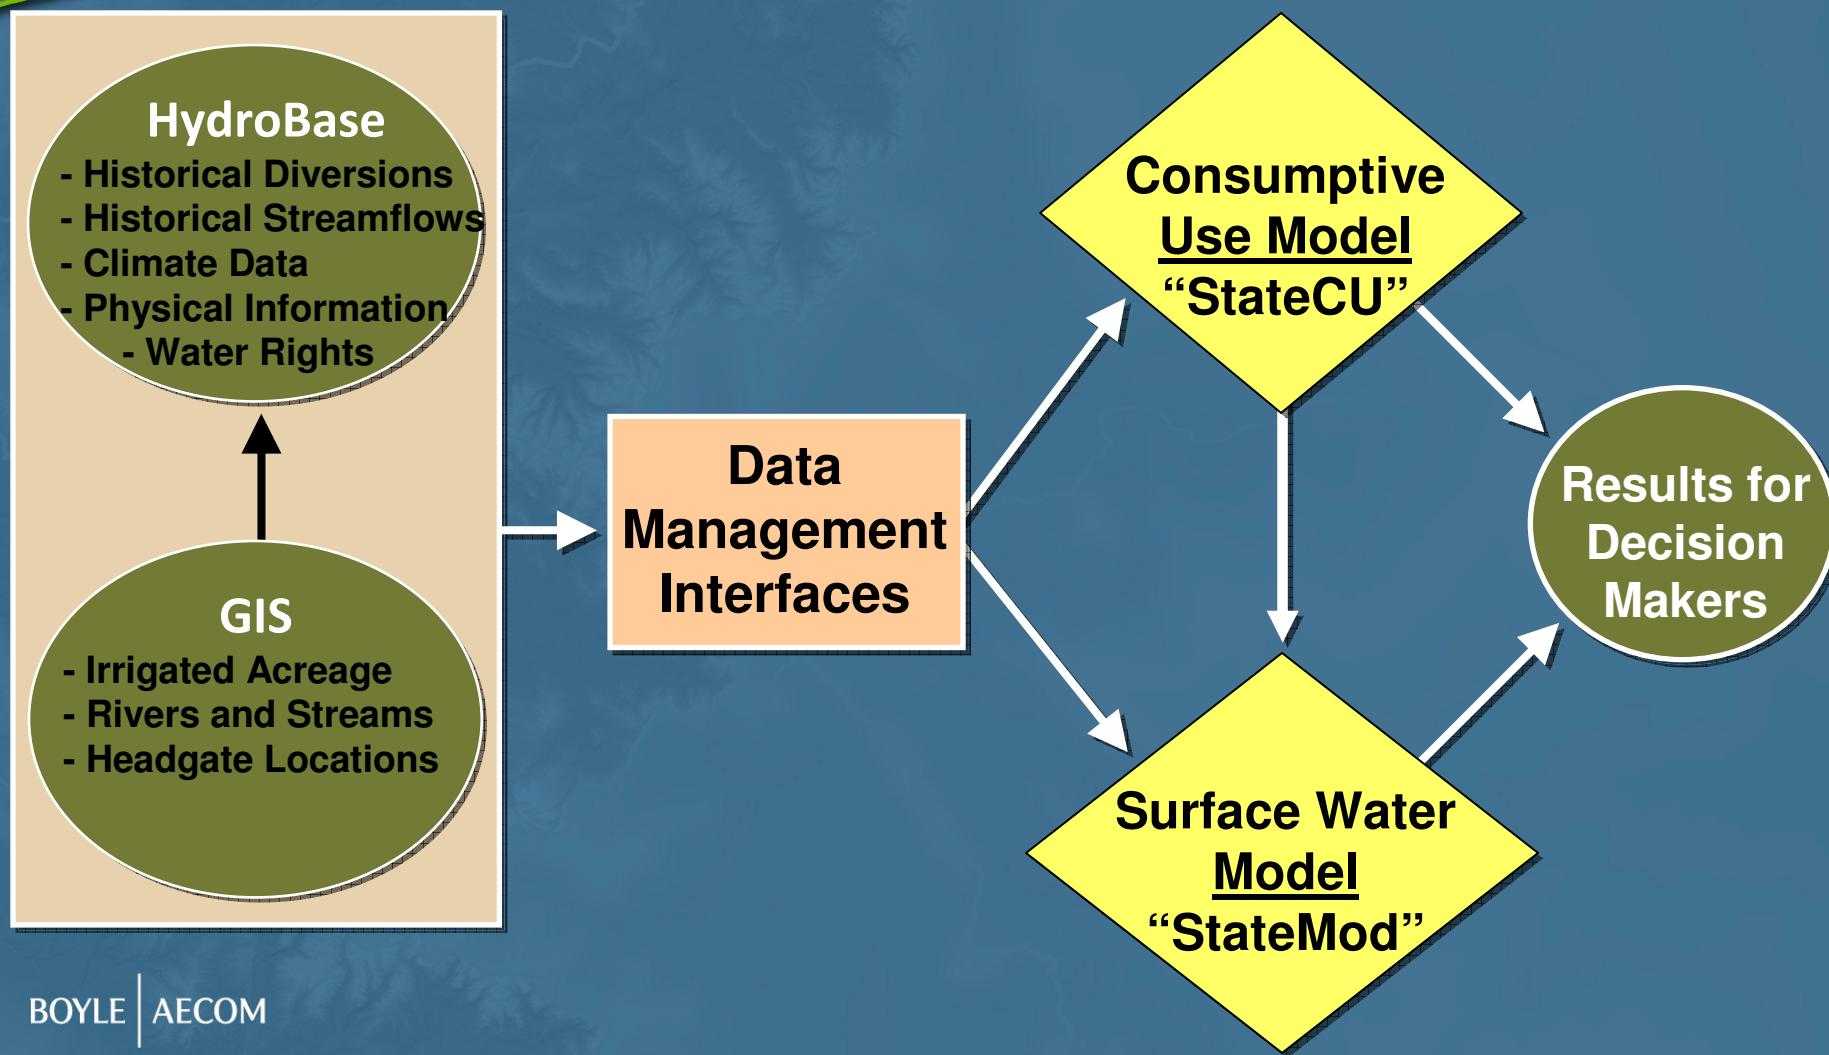 HydroBase
- Historical Diversions
- Historical Streamflows
- Climate Data
- Physical Information
- Water Rights
GIS
- Irrigated Acreage
- Rivers and Streams
- Headgate Locations
Data
Management
Interfaces
Consumptive
Use Model
“StateCU”
Surface Water
Model
“StateMod”
Results for
Decision
Makers
BOYLE | AECOM